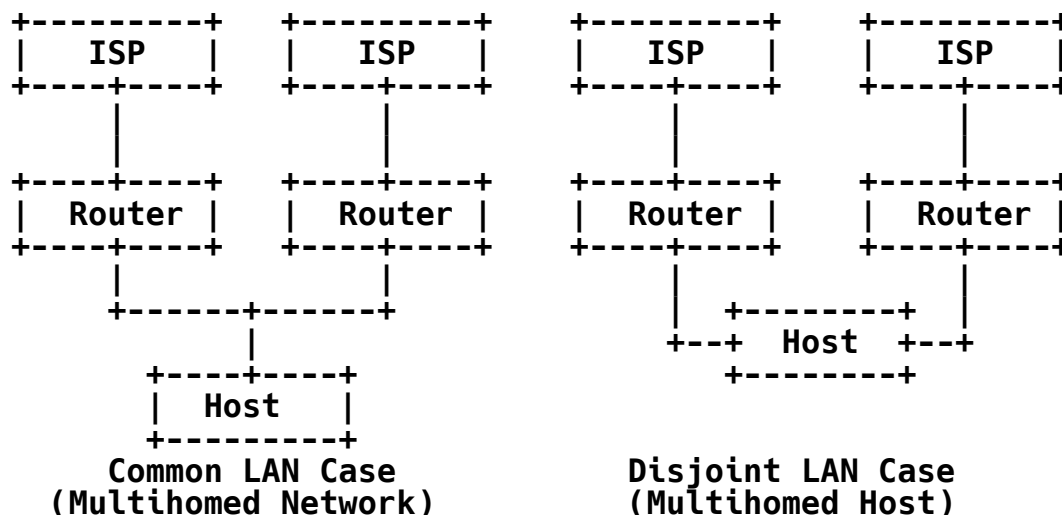 +---------+   +---------+    +---------+    +---------+
|   ISP   |   |   ISP   |    |   ISP   |    |   ISP   |
+----+----+   +----+----+    +----+----+    +----+----+
     |             |              |              |
     |             |              |              |
+----+----+   +----+----+    +----+----+    +----+----+
|  Router |   |  Router |    |  Router |    |  Router |
+----+----+   +----+----+    +----+----+    +----+----+
     |             |              |              |
     +------+------+              |  +--------+  |
            |                     +--+  Host  +--+
       +----+----+                   +--------+
       |  Host   |
       +---------+
     Common LAN Case            Disjoint LAN Case
  (Multihomed Network)          (Multihomed Host)